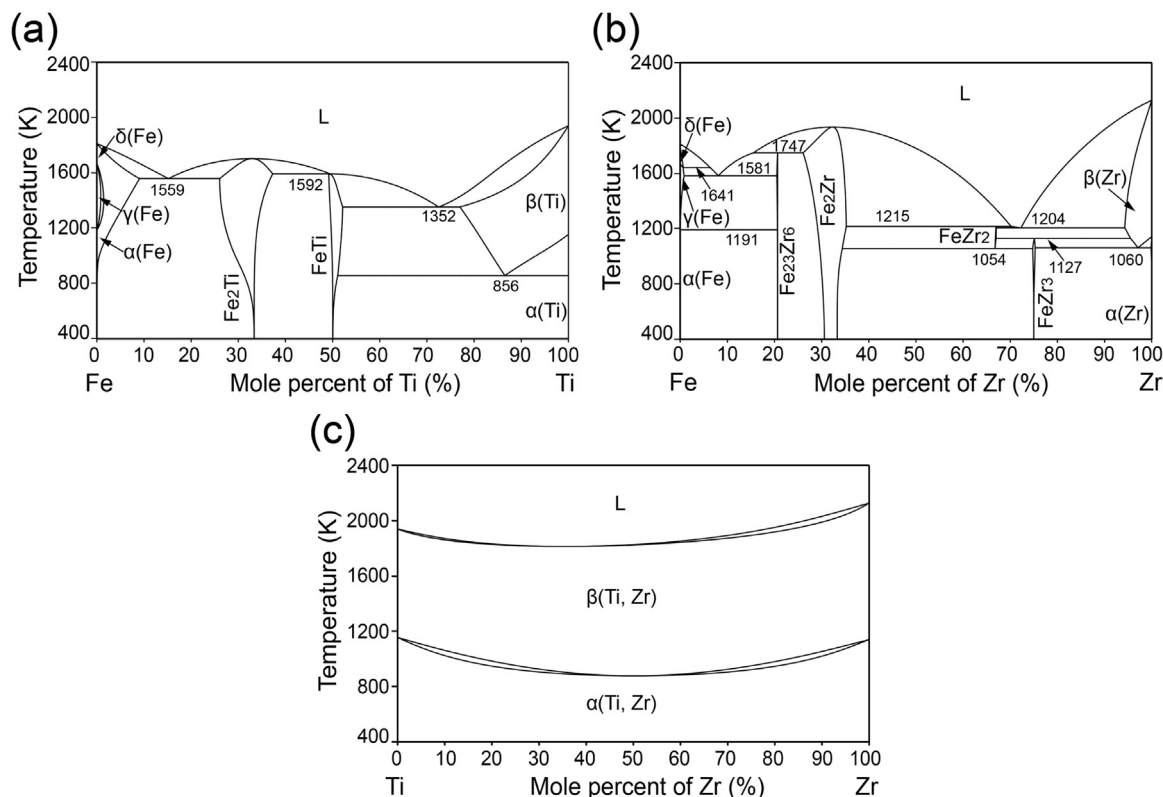 (a)
2400
2000
1600
1200
800
400
Temperature (K)
L
δ(Fe)
γ(Fe)
α(Fe)
1559
1592
1352
856
Fe2Ti
FeTi
β(Ti)
α(Ti)
0 10 20 30 40 50 60 70 80 90 100
Fe Mole percent of Ti (%) Ti
(b)
2400
2000
1600
1200
800
400
Temperature (K)
L
δ(Fe)
1747
1581
1641
γ(Fe)
1191
α(Fe)
Fe23Zr6
Fe2Zr
1215
1204
FeZr2
1054
1127
1060
FeZr3
β(Zr)
α(Zr)
0 10 20 30 40 50 60 70 80 90 100
Fe Mole percent of Zr (%) Zr
(c)
2400
2000
1600
1200
800
400
Temperature (K)
L
β(Ti, Zr)
α(Ti, Zr)
0 10 20 30 40 50 60 70 80 90 100
Ti Mole percent of Zr (%) Zr